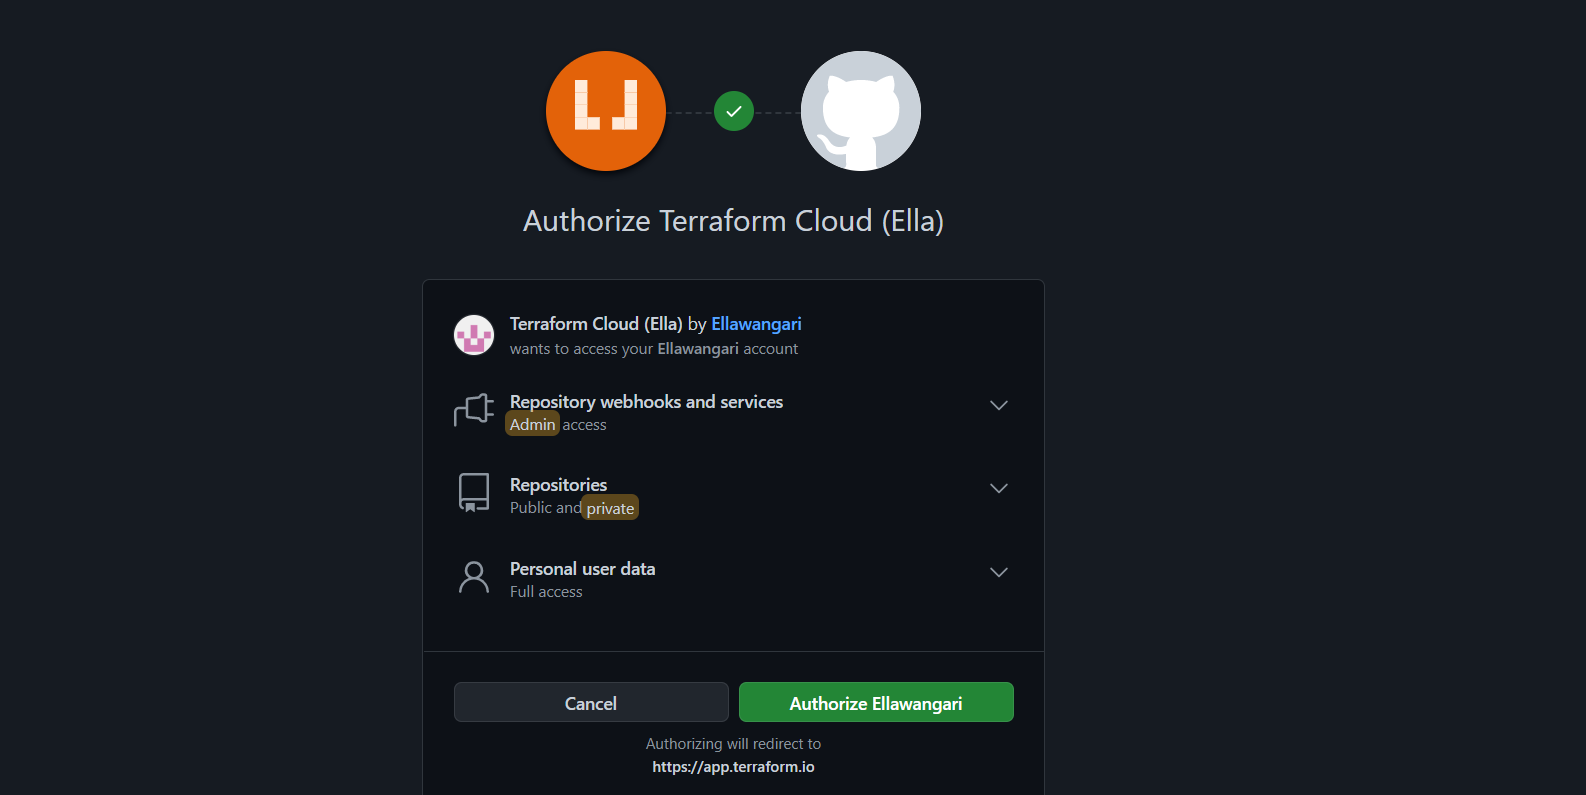 Authorize Terraform Cloud (Ella)
Terraform Cloud (Ella) by Ellawangari
wants to access your Ellawangari account
Repository webhooks and services
Admin access
Repositories
Public and private
Personal user data
Full access
Cancel
Authorize Ellawangari
Authorizing will redirect to
https://app.terraform.io